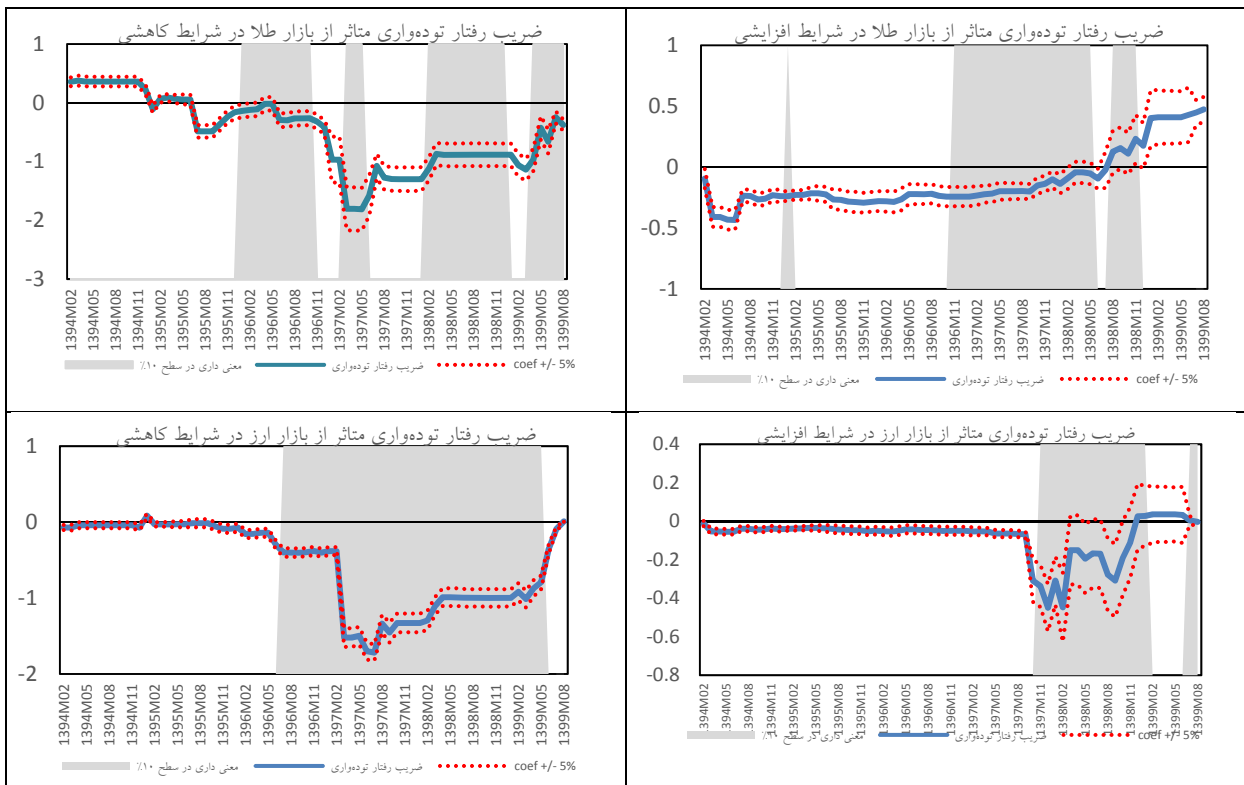 ضریب رفتار توده‌واری متاثر از بازار طلا در شرایط کاهشی
1
0
-1
-2
-3
1394M02 1394M05 1394M08 1394M11 1395M02 1395M05 1395M08 1395M11 1396M02 1396M05 1396M08 1396M11 1397M02 1397M05 1397M08 1397M11 1398M02 1398M05 1398M08 1398M11 1399M02 1399M05 1399M08
معنی داری در سطح ۱۰٪ ضریب رفتار توده‌واری coef +/- 5%
ضریب رفتار توده‌واری متاثر از بازار طلا در شرایط افزایشی
1
0.5
0
-0.5
-1
1394M02 1394M05 1394M08 1394M11 1395M02 1395M05 1395M08 1395M11 1396M02 1396M05 1396M08 1396M11 1397M02 1397M05 1397M08 1397M11 1398M02 1398M05 1398M08 1398M11 1399M02 1399M05 1399M08
معنی داری در سطح ۱۰٪ ضریب رفتار توده‌واری coef +/- 5%
ضریب رفتار توده‌واری متاثر از بازار ارز در شرایط کاهشی
1
0
-1
-2
1394M02 1394M05 1394M08 1394M11 1395M02 1395M05 1395M08 1395M11 1396M02 1396M05 1396M08 1396M11 1397M02 1397M05 1397M08 1397M11 1398M02 1398M05 1398M08 1398M11 1399M02 1399M05 1399M08
معنی داری در سطح ۱۰٪ ضریب رفتار توده‌واری coef +/- 5%
ضریب رفتار توده‌واری متاثر از بازار ارز در شرایط افزایشی
0.4
0.2
0
-0.2
-0.4
-0.6
-0.8
1394M02 1394M05 1394M08 1394M11 1395M02 1395M05 1395M08 1395M11 1396M02 1396M05 1396M08 1396M11 1397M02 1397M05 1397M08 1397M11 1398M02 1398M05 1398M08 1398M11 1399M02 1399M05 1399M08
معنی داری در سطح ۱۰٪ ضریب رفتار توده‌واری coef +/- 5%